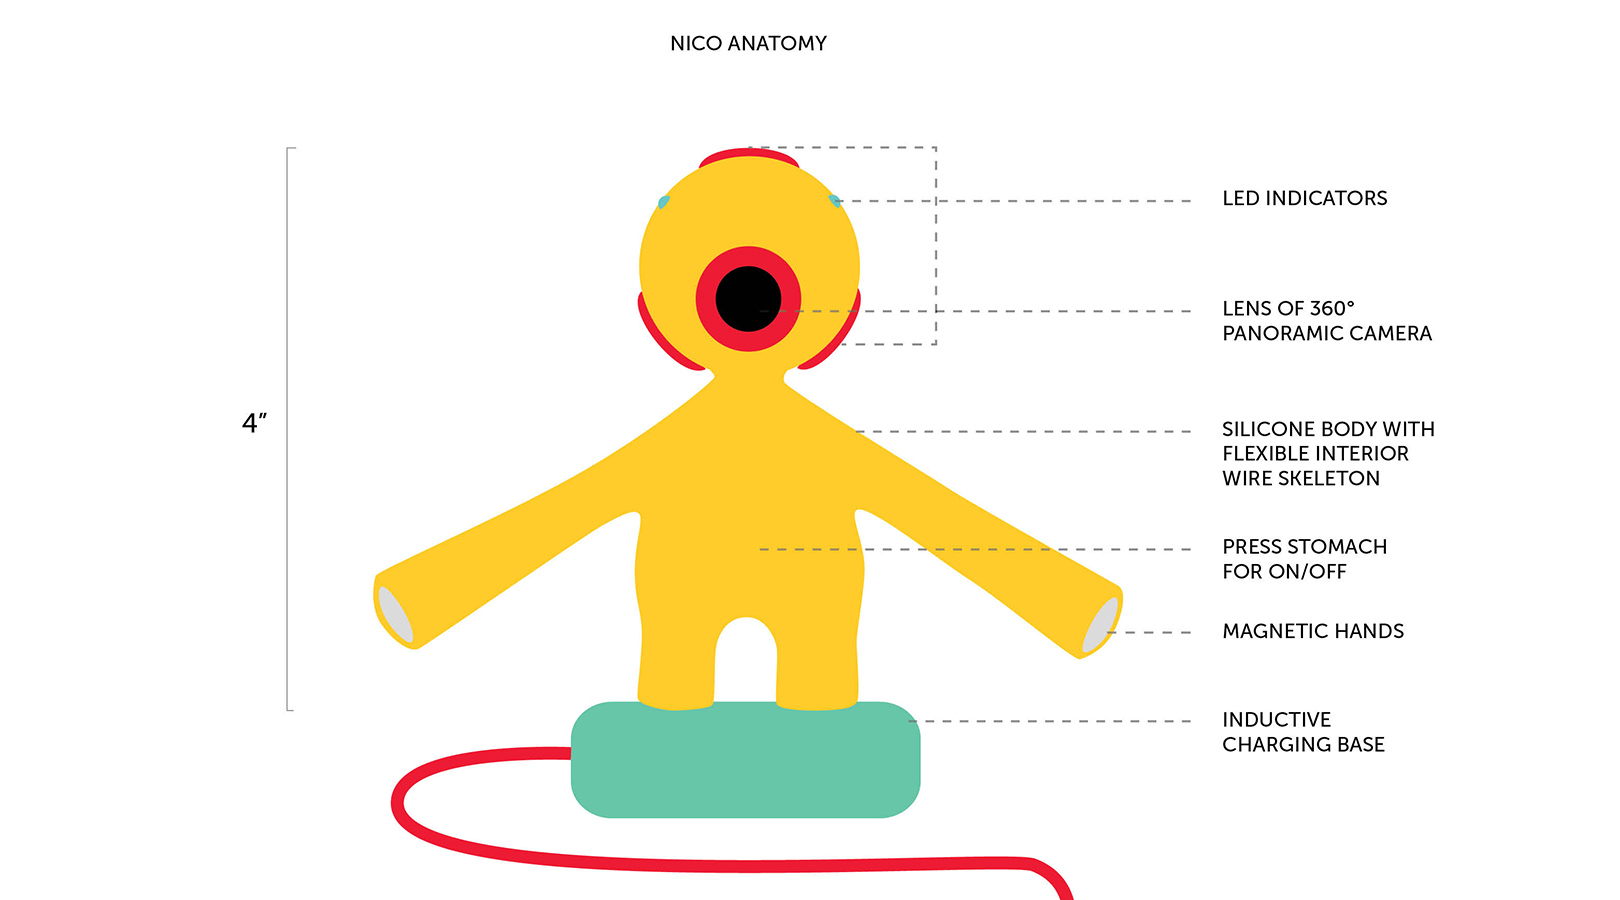 NICO ANATOMY
LED INDICATORS
LENS OF 360°
PANORAMIC CAMERA
4”
SILICONE BODY WITH
FLEXIBLE INTERIOR
WIRE SKELETON
PRESS STOMACH
FOR ON/OFF
MAGNETIC HANDS
INDUCTIVE
CHARGING BASE